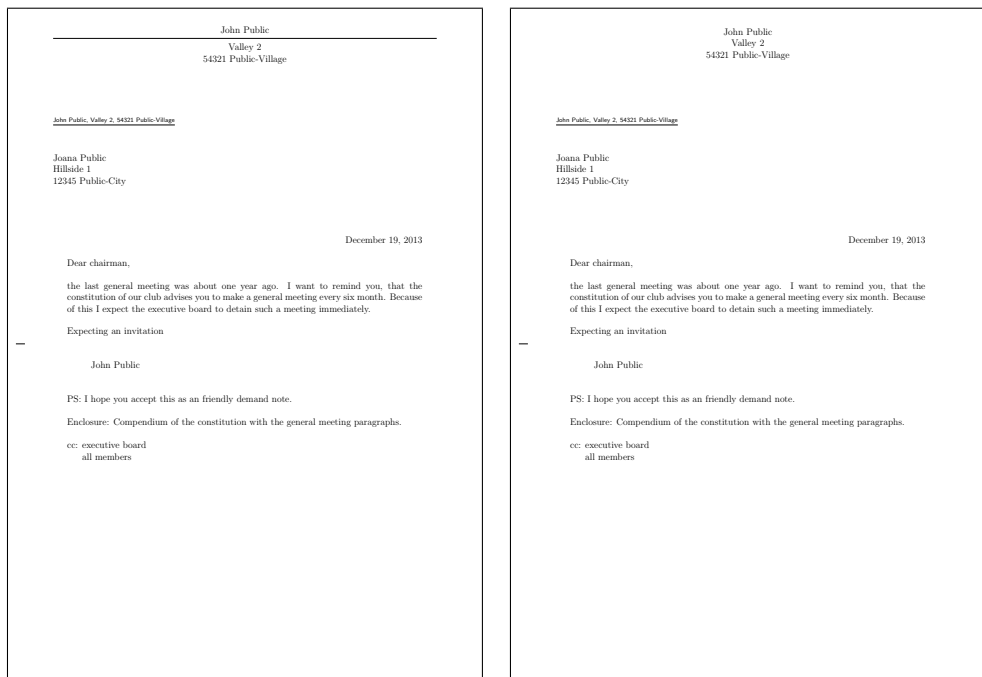 John Public
Valley 2
54321 Public-Village
John Public, Valley 2, 54321 Public-Village
Joana Public
Hillside 1
12345 Public-City
December 19, 2013
Dear chairman,
the last general meeting was about one year ago. I want to remind you, that the
constitution of our club advises you to make a general meeting every six month. Because
of this I expect the executive board to detain such a meeting immediately.
Expecting an invitation
John Public
PS: I hope you accept this as an friendly demand note.
Enclosure: Compendium of the constitution with the general meeting paragraphs.
cc: executive board
all members
John Public
Valley 2
54321 Public-Village
John Public, Valley 2, 54321 Public-Village
Joana Public
Hillside 1
12345 Public-City
December 19, 2013
Dear chairman,
the last general meeting was about one year ago. I want to remind you, that the
constitution of our club advises you to make a general meeting every six month. Because
of this I expect the executive board to detain such a meeting immediately.
Expecting an invitation
John Public
PS: I hope you accept this as an friendly demand note.
Enclosure: Compendium of the constitution with the general meeting paragraphs.
cc: executive board
all members